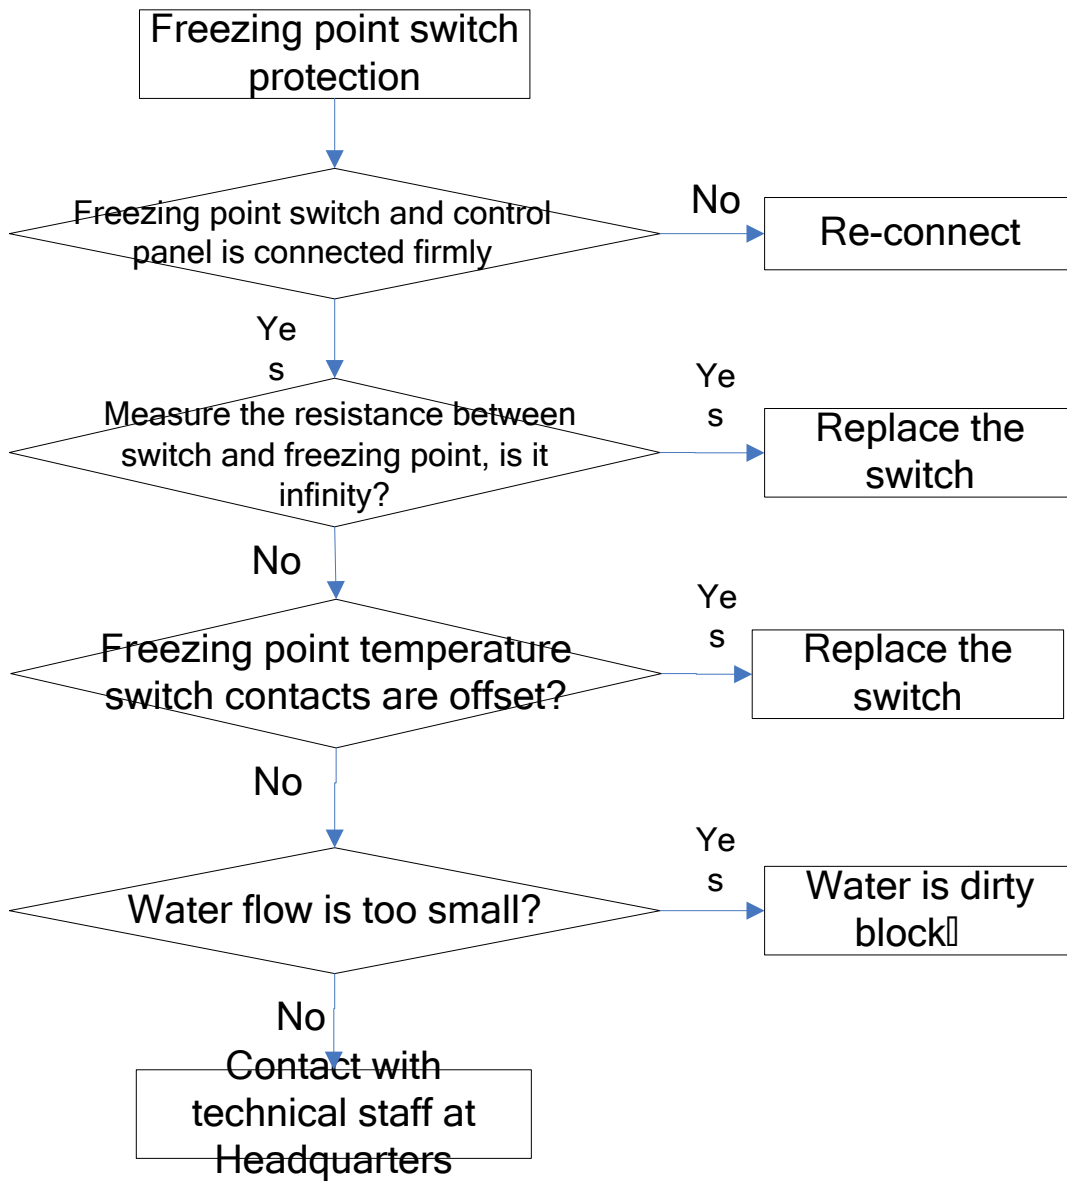 Freezing point switch
protection
Freezing point switch and control
panel is connected firmly
No
Re-connect
Ye
s
Measure the resistance between
switch and freezing point, is it
infinity?
Ye
s
Replace the
switch
No
Freezing point temperature
switch contacts are offset?
Ye
s
Replace the
switch
No
Water flow is too small?
Ye
s
Water is dirty
block
No
Contact with
technical staff at
Headquarters